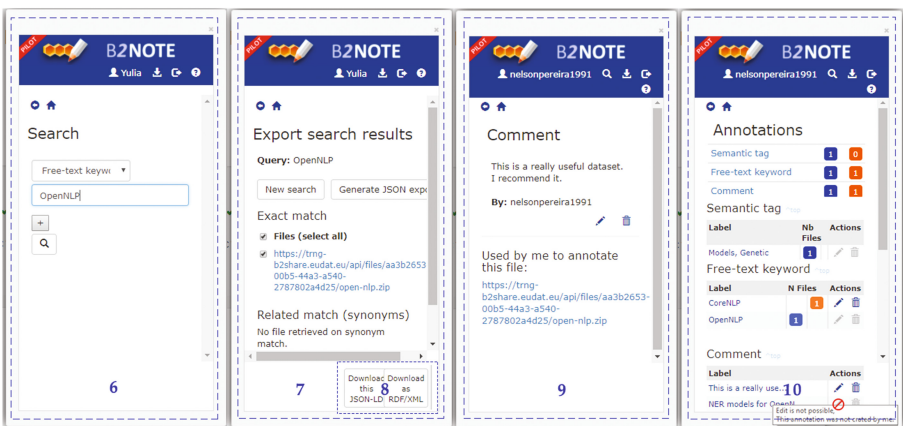 PILOT
B2NOTE
Yulia
Search
Free-text keywo
OpenNLP
+
6
PILOT
B2NOTE
Yulia
Export search results
Query: OpenNLP
New search Generate JSON expo
Exact match
Files (select all)
https://trng-
b2share.eudat.eu/api/files/aa3b2653
00b5-44a3-a540-
2787802a4d25/open-nlp.zip
Related match (synonyms)
No file retrieved on synonym
match.
7
Download this JSON-LD
8
Download as RDF/XML
PILOT
B2NOTE
nelsonpereira1991
Comment
This is a really useful dataset.
I recommend it.
By: nelsonpereira1991
Used by me to annotate
this file:
https://trng-
b2share.eudat.eu/api/files/aa3b2653-
00b5-44a3-a540-
2787802a4d25/open-nlp.zip
9
PILOT
B2NOTE
nelsonpereira1991
Annotations
Semantic tag 1 0
Free-text keyword 1 1
Comment 1 1
Semantic tag
Label Nb Files Actions
Models, Genetic 1
Free-text keyword
Label N Files Actions
CoreNLP 1
OpenNLP 1
Comment
Label Actions
This is a really use...
10
NER models for OpenN
Edit is not possible.
This annotation was not crated by me.